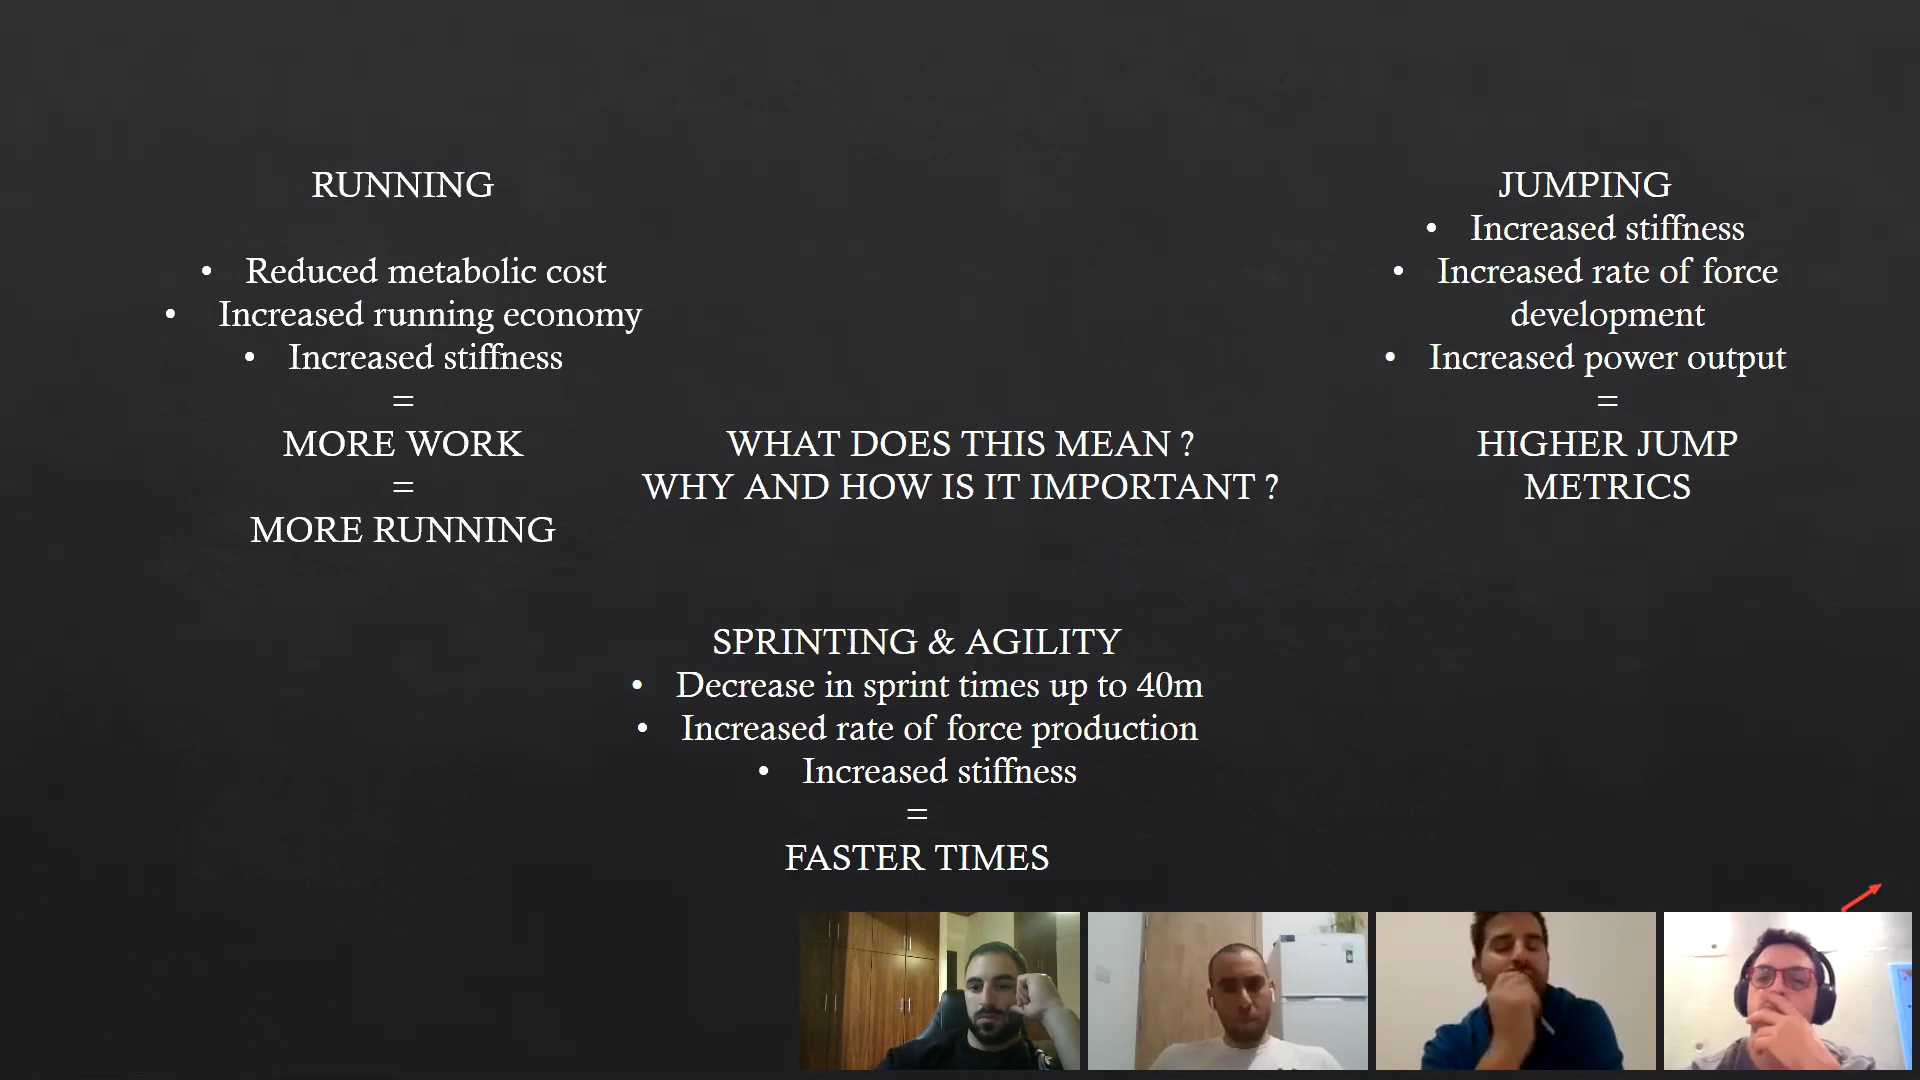 RUNNING
• Reduced metabolic cost
• Increased running economy
• Increased stiffness
=
MORE WORK
=
MORE RUNNING
WHAT DOES THIS MEAN ?
WHY AND HOW IS IT IMPORTANT ?
JUMPING
• Increased stiffness
• Increased rate of force
development
• Increased power output
=
HIGHER JUMP
METRICS
SPRINTING & AGILITY
• Decrease in sprint times up to 40m
• Increased rate of force production
• Increased stiffness
=
FASTER TIMES